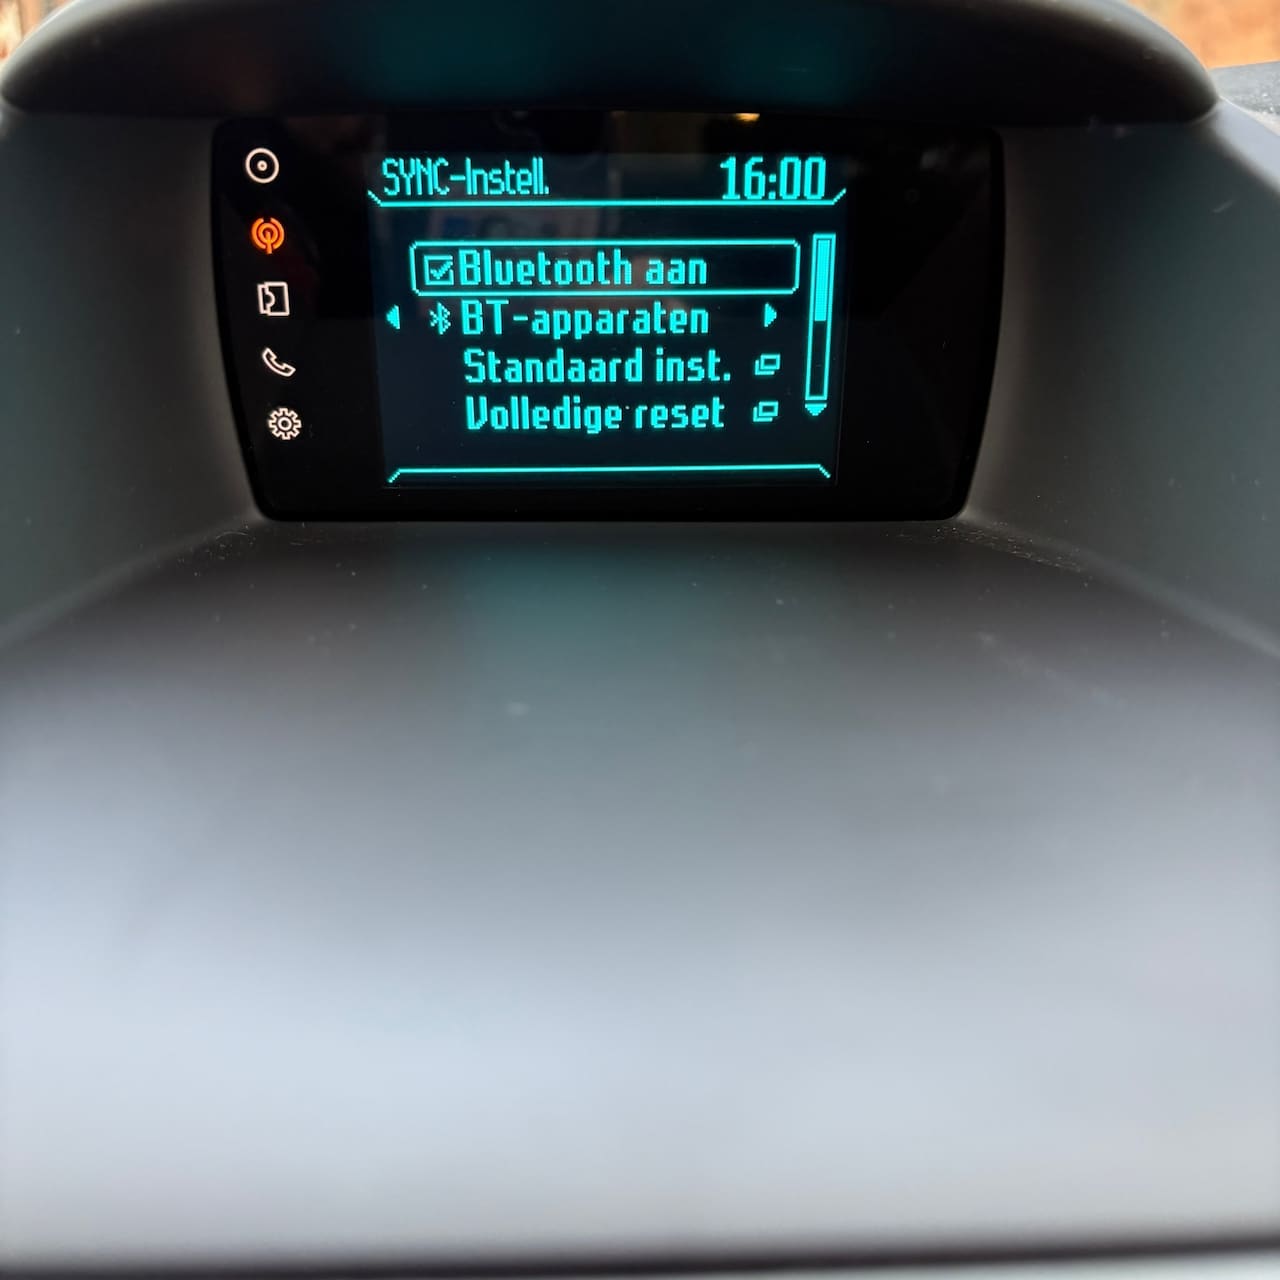 SYNC-Instell. 16:00
Bluetooth aan
BT-apparaten
Standaard inst.
Volledige reset